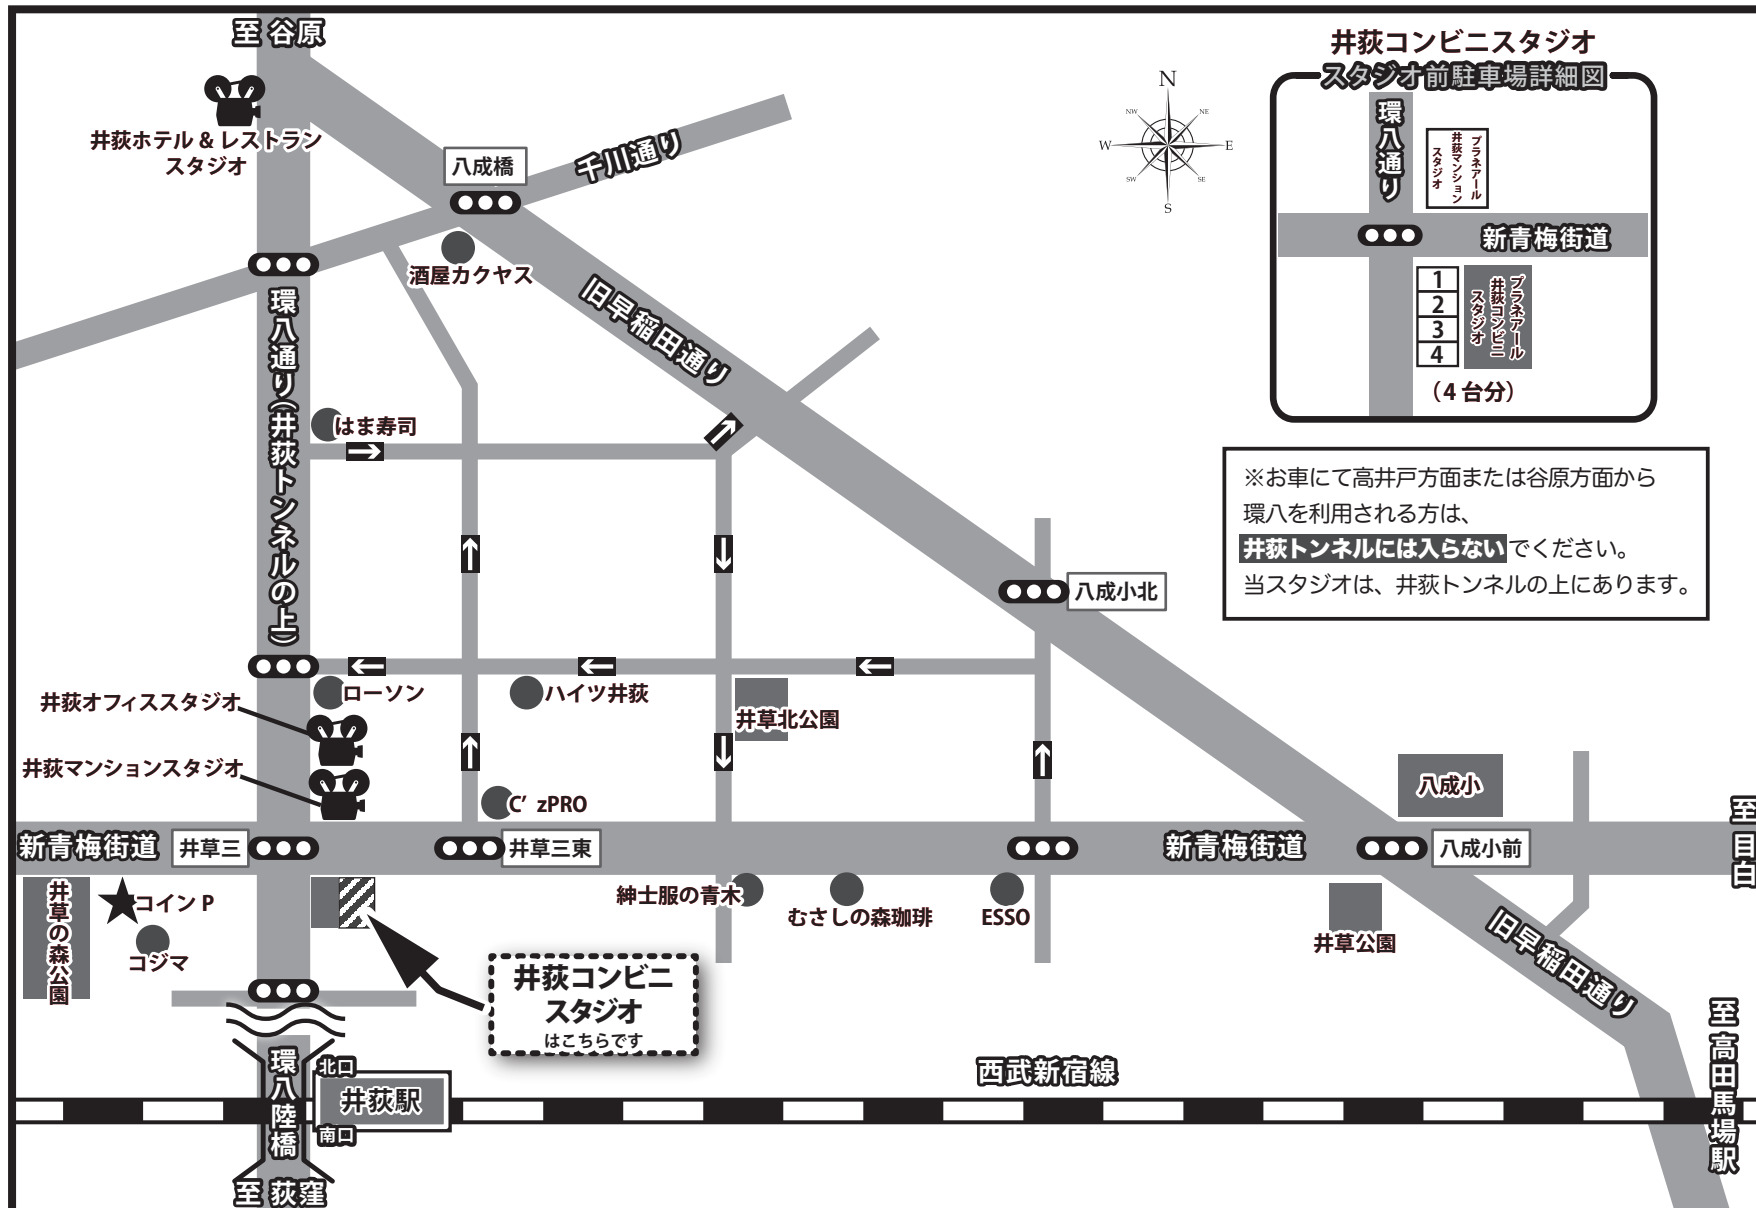 至 谷原
井荻ホテル & レストラン
スタジオ
八成橋
千川通り
酒屋カクヤス
旧早稲田通り
環八通り(井荻トンネルの上)
はま寿司
N
NE
E
SE
S
SW
W
NW
井荻コンビニスタジオ
スタジオ前駐車場詳細図
環八通り
プラネアール
井荻マンション
スタジオ
新青梅街道
1
2
3
4
プラネアール
井荻コンビニ
スタジオ
(4 台分)
※お車にて高井戸方面または谷原方面から
環八を利用される方は、
井荻トンネルには入らないでください。
当スタジオは、井荻トンネルの上にあります。
八成小北
ローソン
ハイツ井荻
井草北公園
井荻オフィススタジオ
井荻マンションスタジオ
C’zPRO
八成小
新青梅街道
井草三
井草三東
新青梅街道
八成小前
至 目白
井草の森公園
コイン P
コジマ
紳士服の青木
むさしの森珈琲
ESSO
井草公園
旧早稲田通り
井荻コンビニ
スタジオ
はこちらです
環八陸橋
北口
井荻駅
南口
西武新宿線
至 高田馬場駅
至 荻窪